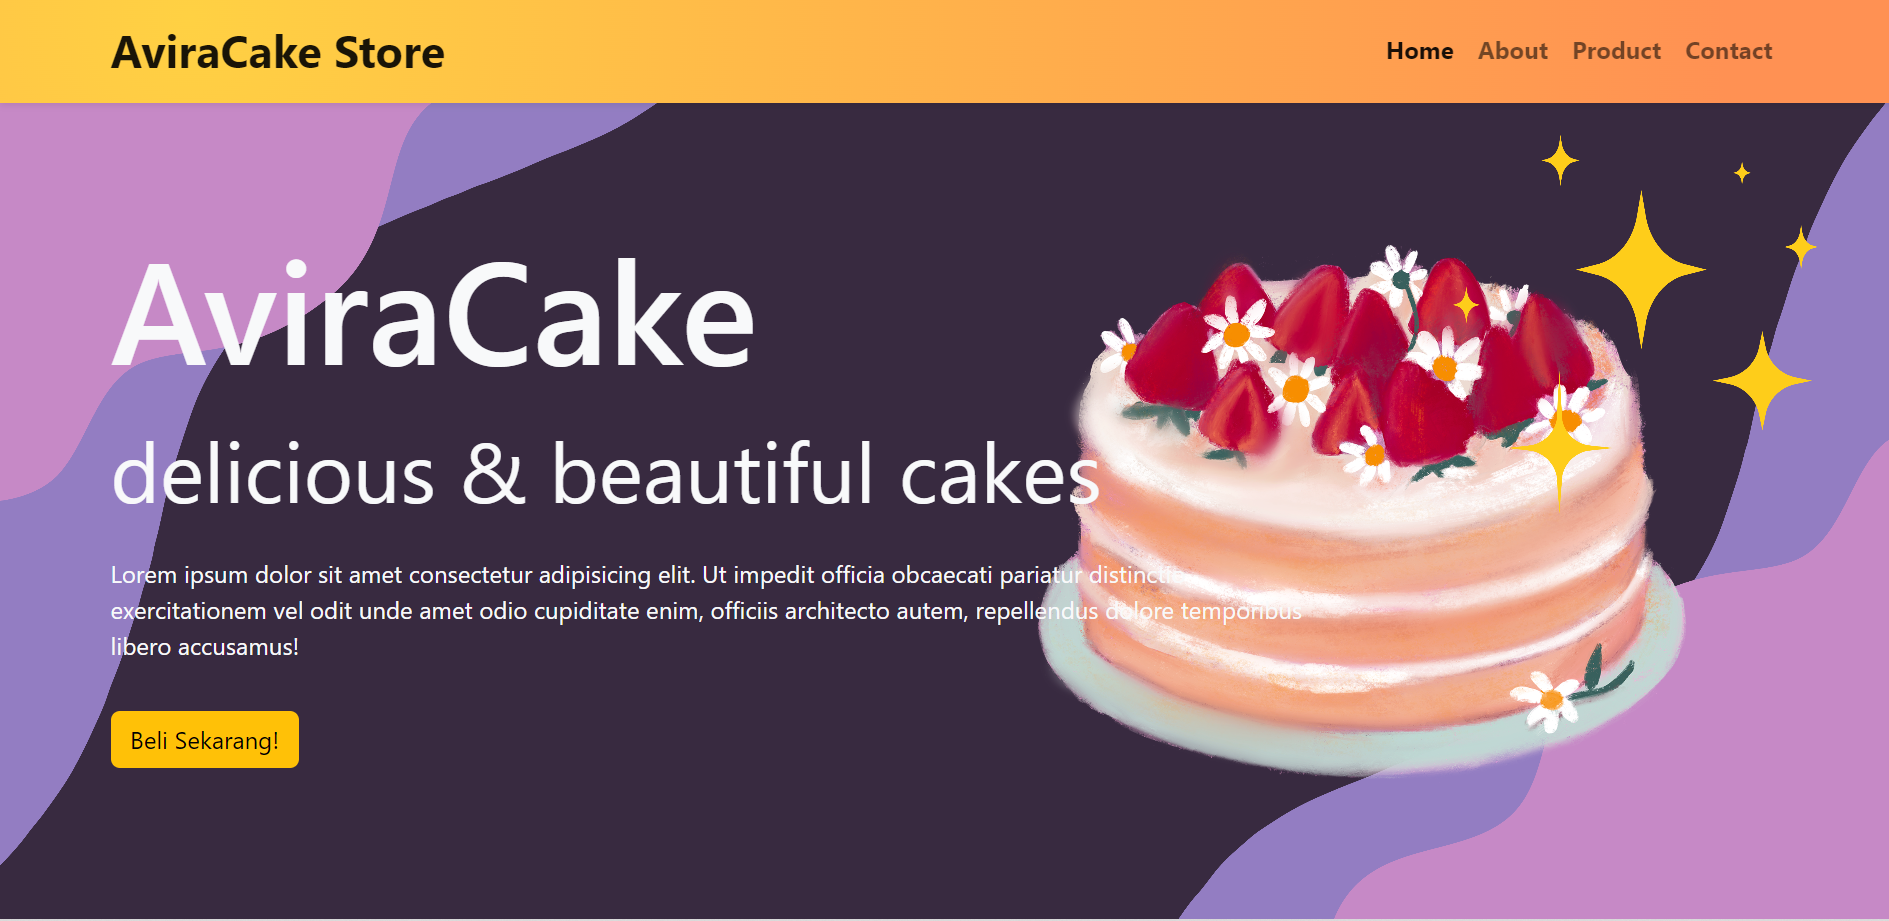 AviraCake Store
Home About Product Contact
AviraCake
delicious & beautiful cakes
Lorem ipsum dolor sit amet consectetur adipisicing elit. Ut impedit officia obcaecati pariatur distinctio
exercitationem vel odit unde amet odio cupiditate enim, officiis architecto autem, repellendus dolore temporibus
libero accusamus!
Beli Sekarang!